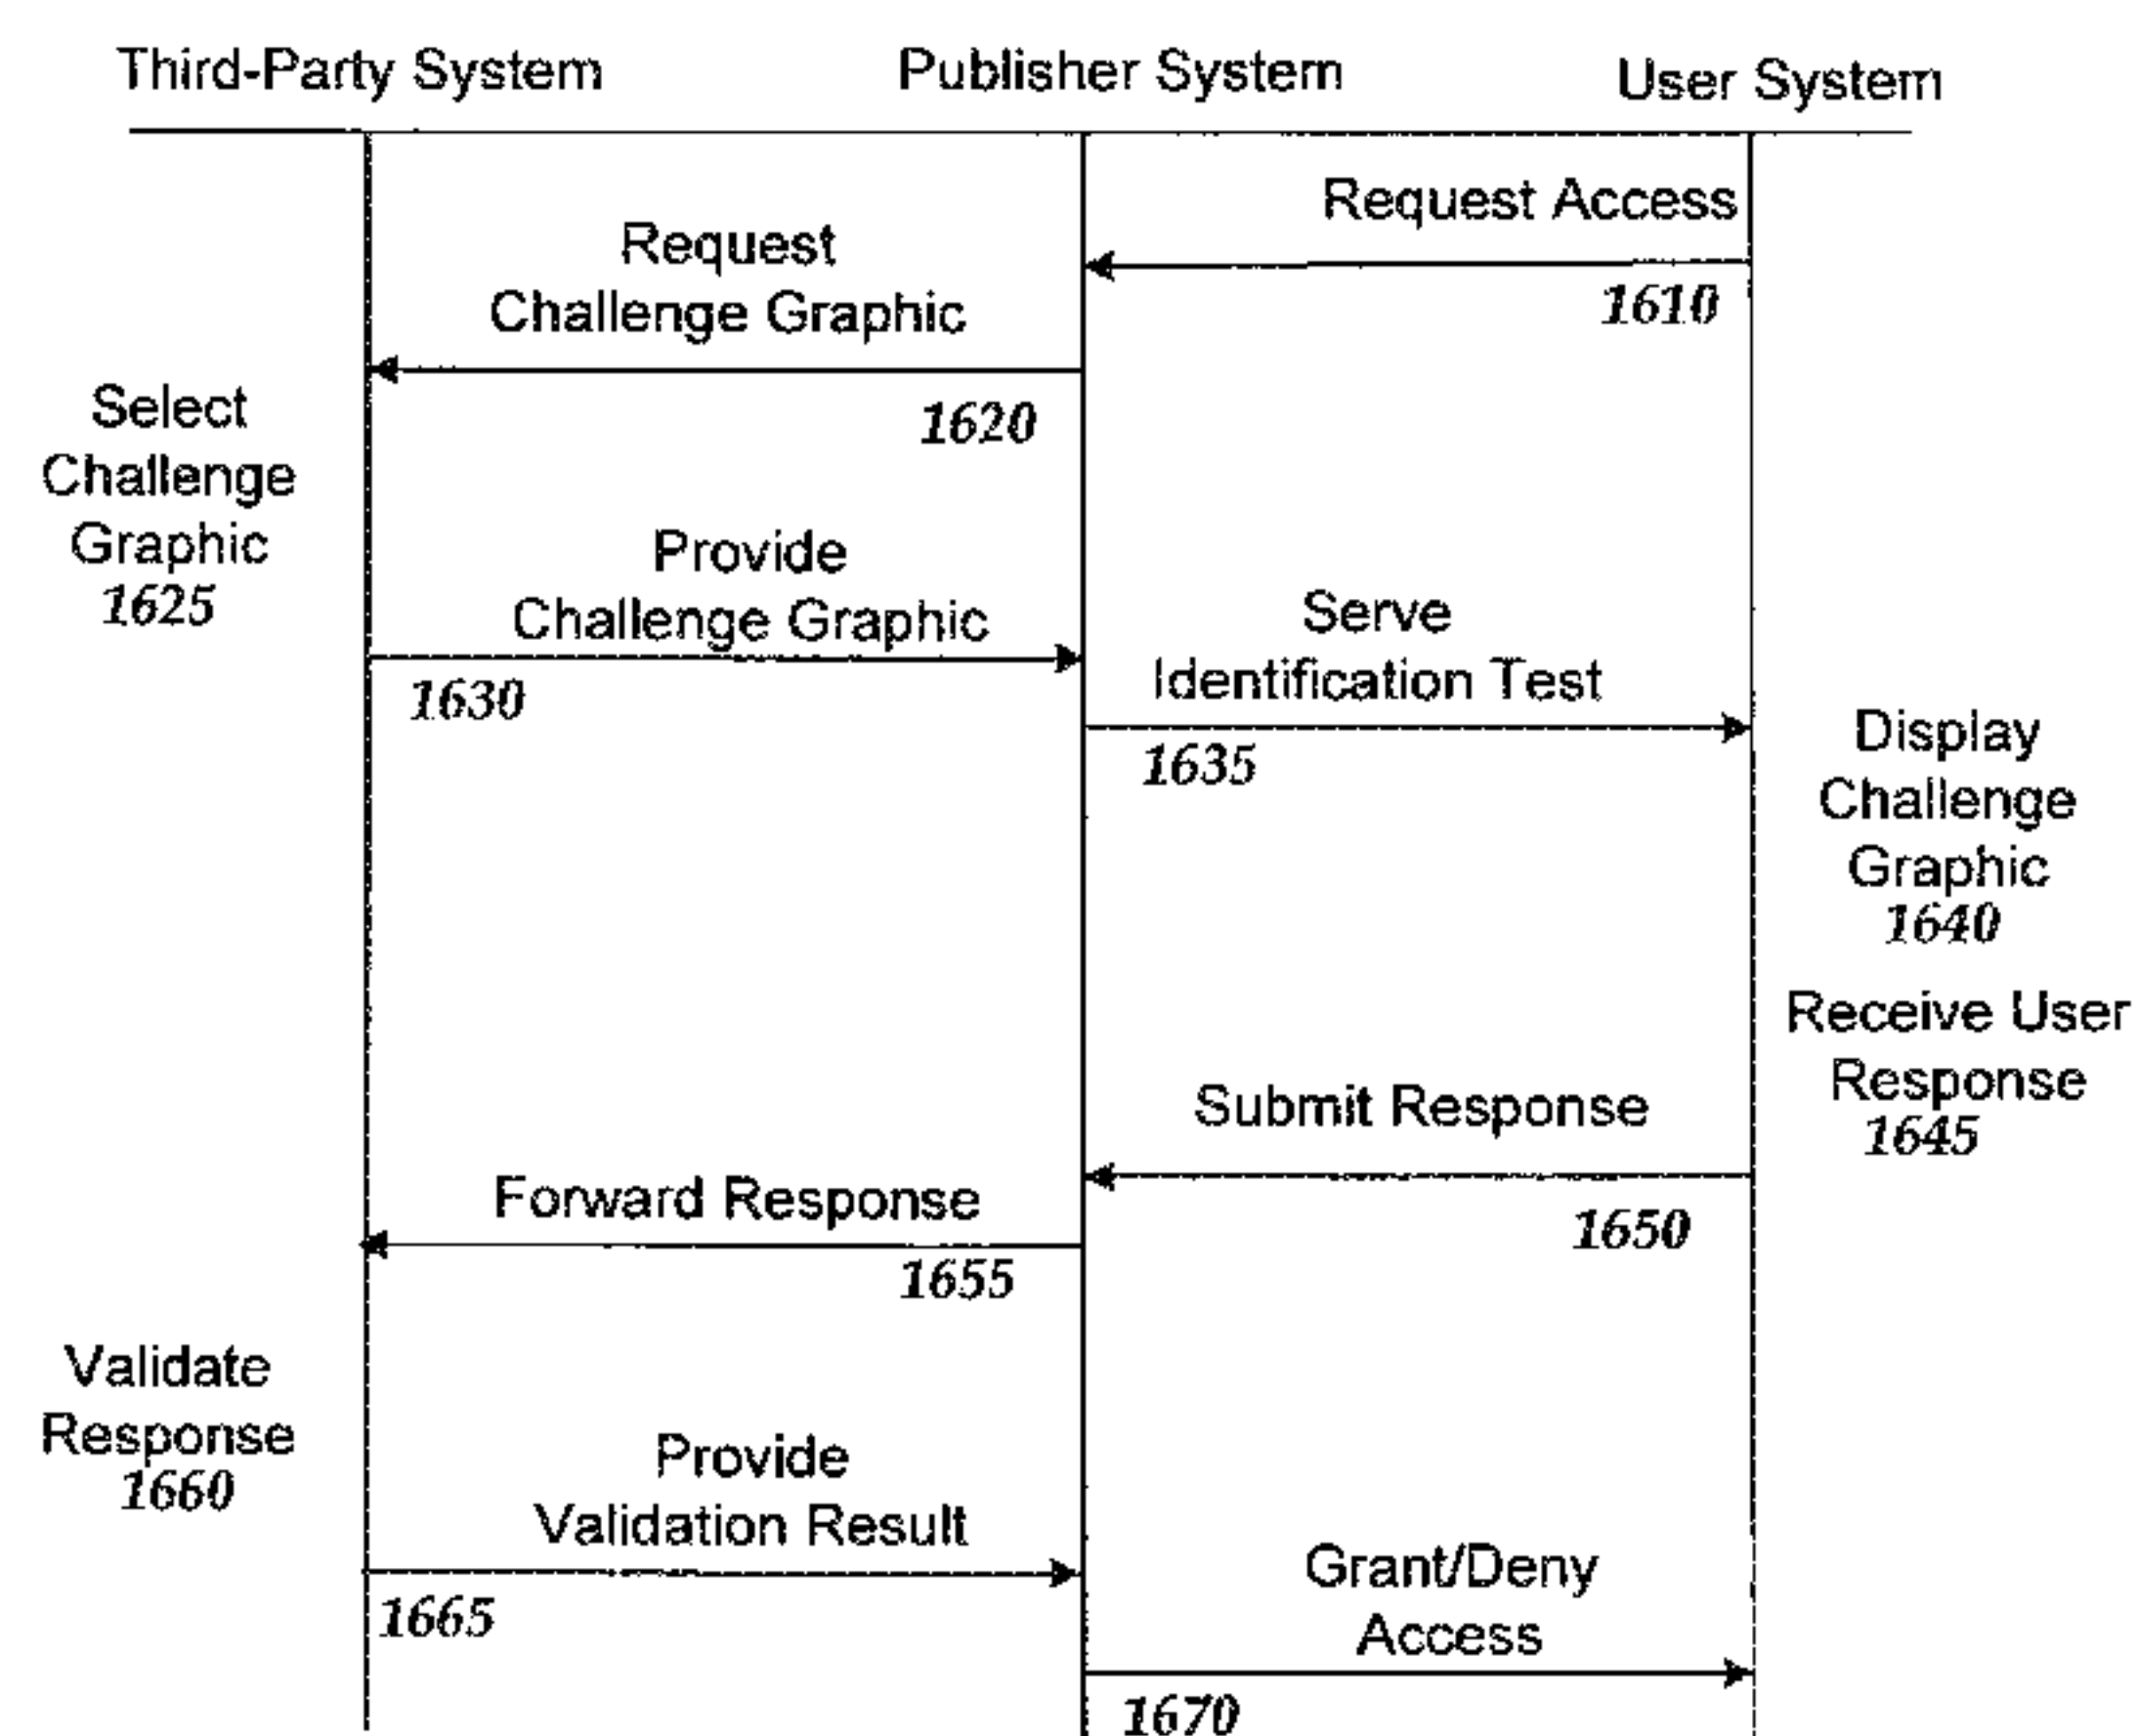 Third-Party System
Publisher System
User System
Request Access
1610
Request
Challenge Graphic
1620
Select
Challenge
Graphic
1625
Provide
Challenge Graphic
1630
Serve
Identification Test
1635
Display
Challenge
Graphic
1640
Receive User
Response
1645
Submit Response
1650
Forward Response
1655
Validate
Response
1660
Provide
Validation Result
1665
Grant/Deny
Access
1670